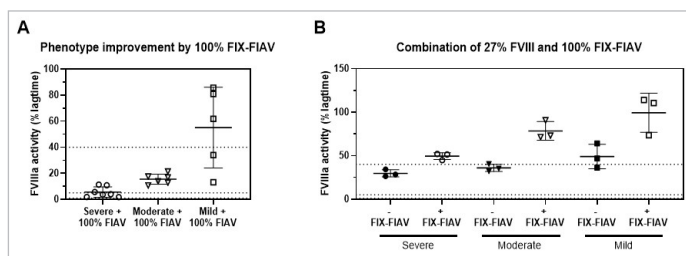 A
Phenotype improvement by 100% FIX-FIAV
FVIIIa activity (% lagtime)
100
80
60
40
20
0
Severe + 100% FIAV
Moderate + 100% FIAV
Mild + 100% FIAV
B
Combination of 27% FVIII and 100% FIX-FIAV
FVIIIa activity (% lagtime)
150
100
50
0
- FIX-FIAV
+ FIX-FIAV
- FIX-FIAV
+ FIX-FIAV
- FIX-FIAV
+ FIX-FIAV
Severe
Moderate
Mild